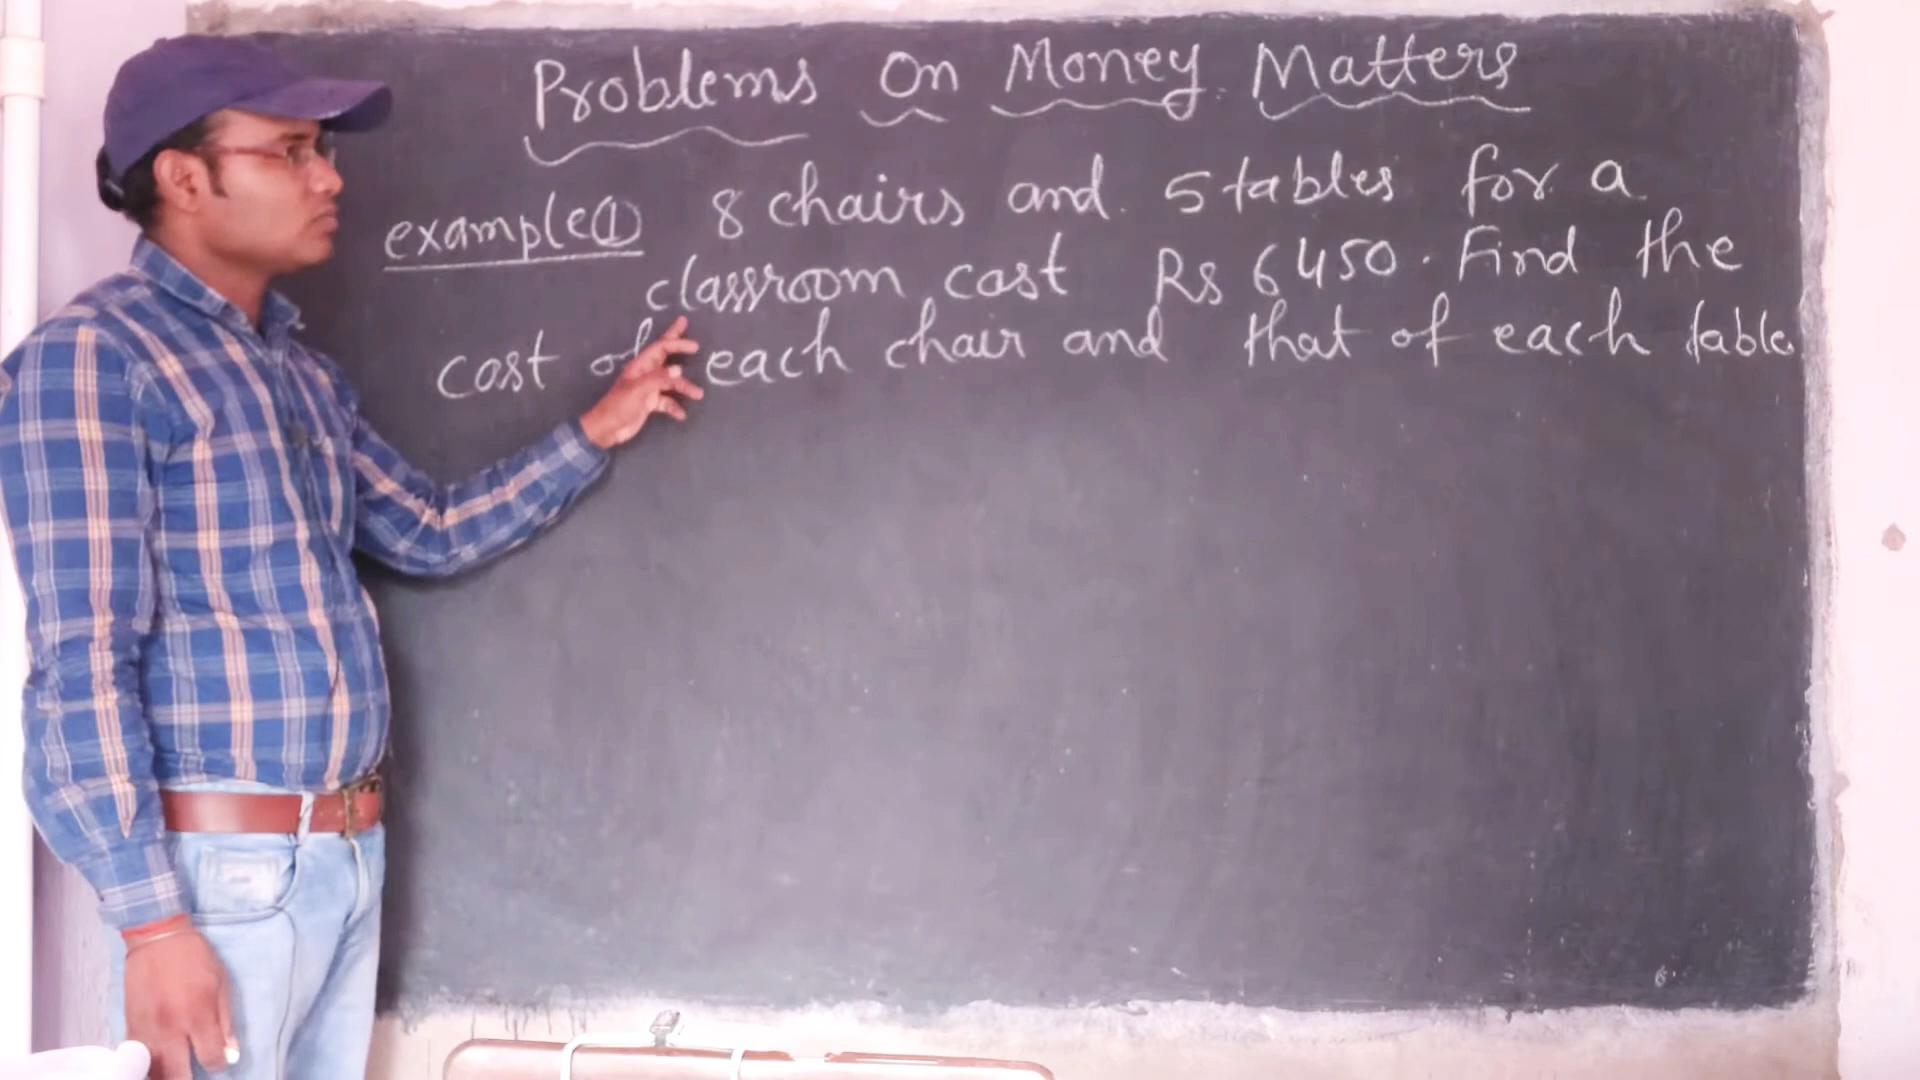 Problems On Money Matters
example① 8 chairs and 5 tables for a
classroom cost Rs 6450. Find the
cost of each chair and that of each table